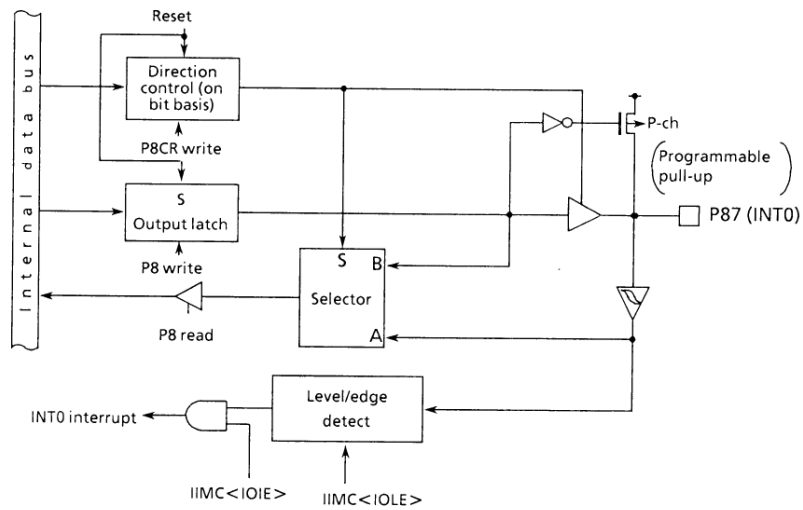 Reset
Internal data bus
Direction
control (on
bit basis)
P8CR write
P-ch
(Programmable
pull-up)
S
Output latch
P87 (INT0)
P8 write
S
B
Selector
A
P8 read
Level/edge
detect
INT0 interrupt
IIMC<IOIE>
IIMC<IOLE>